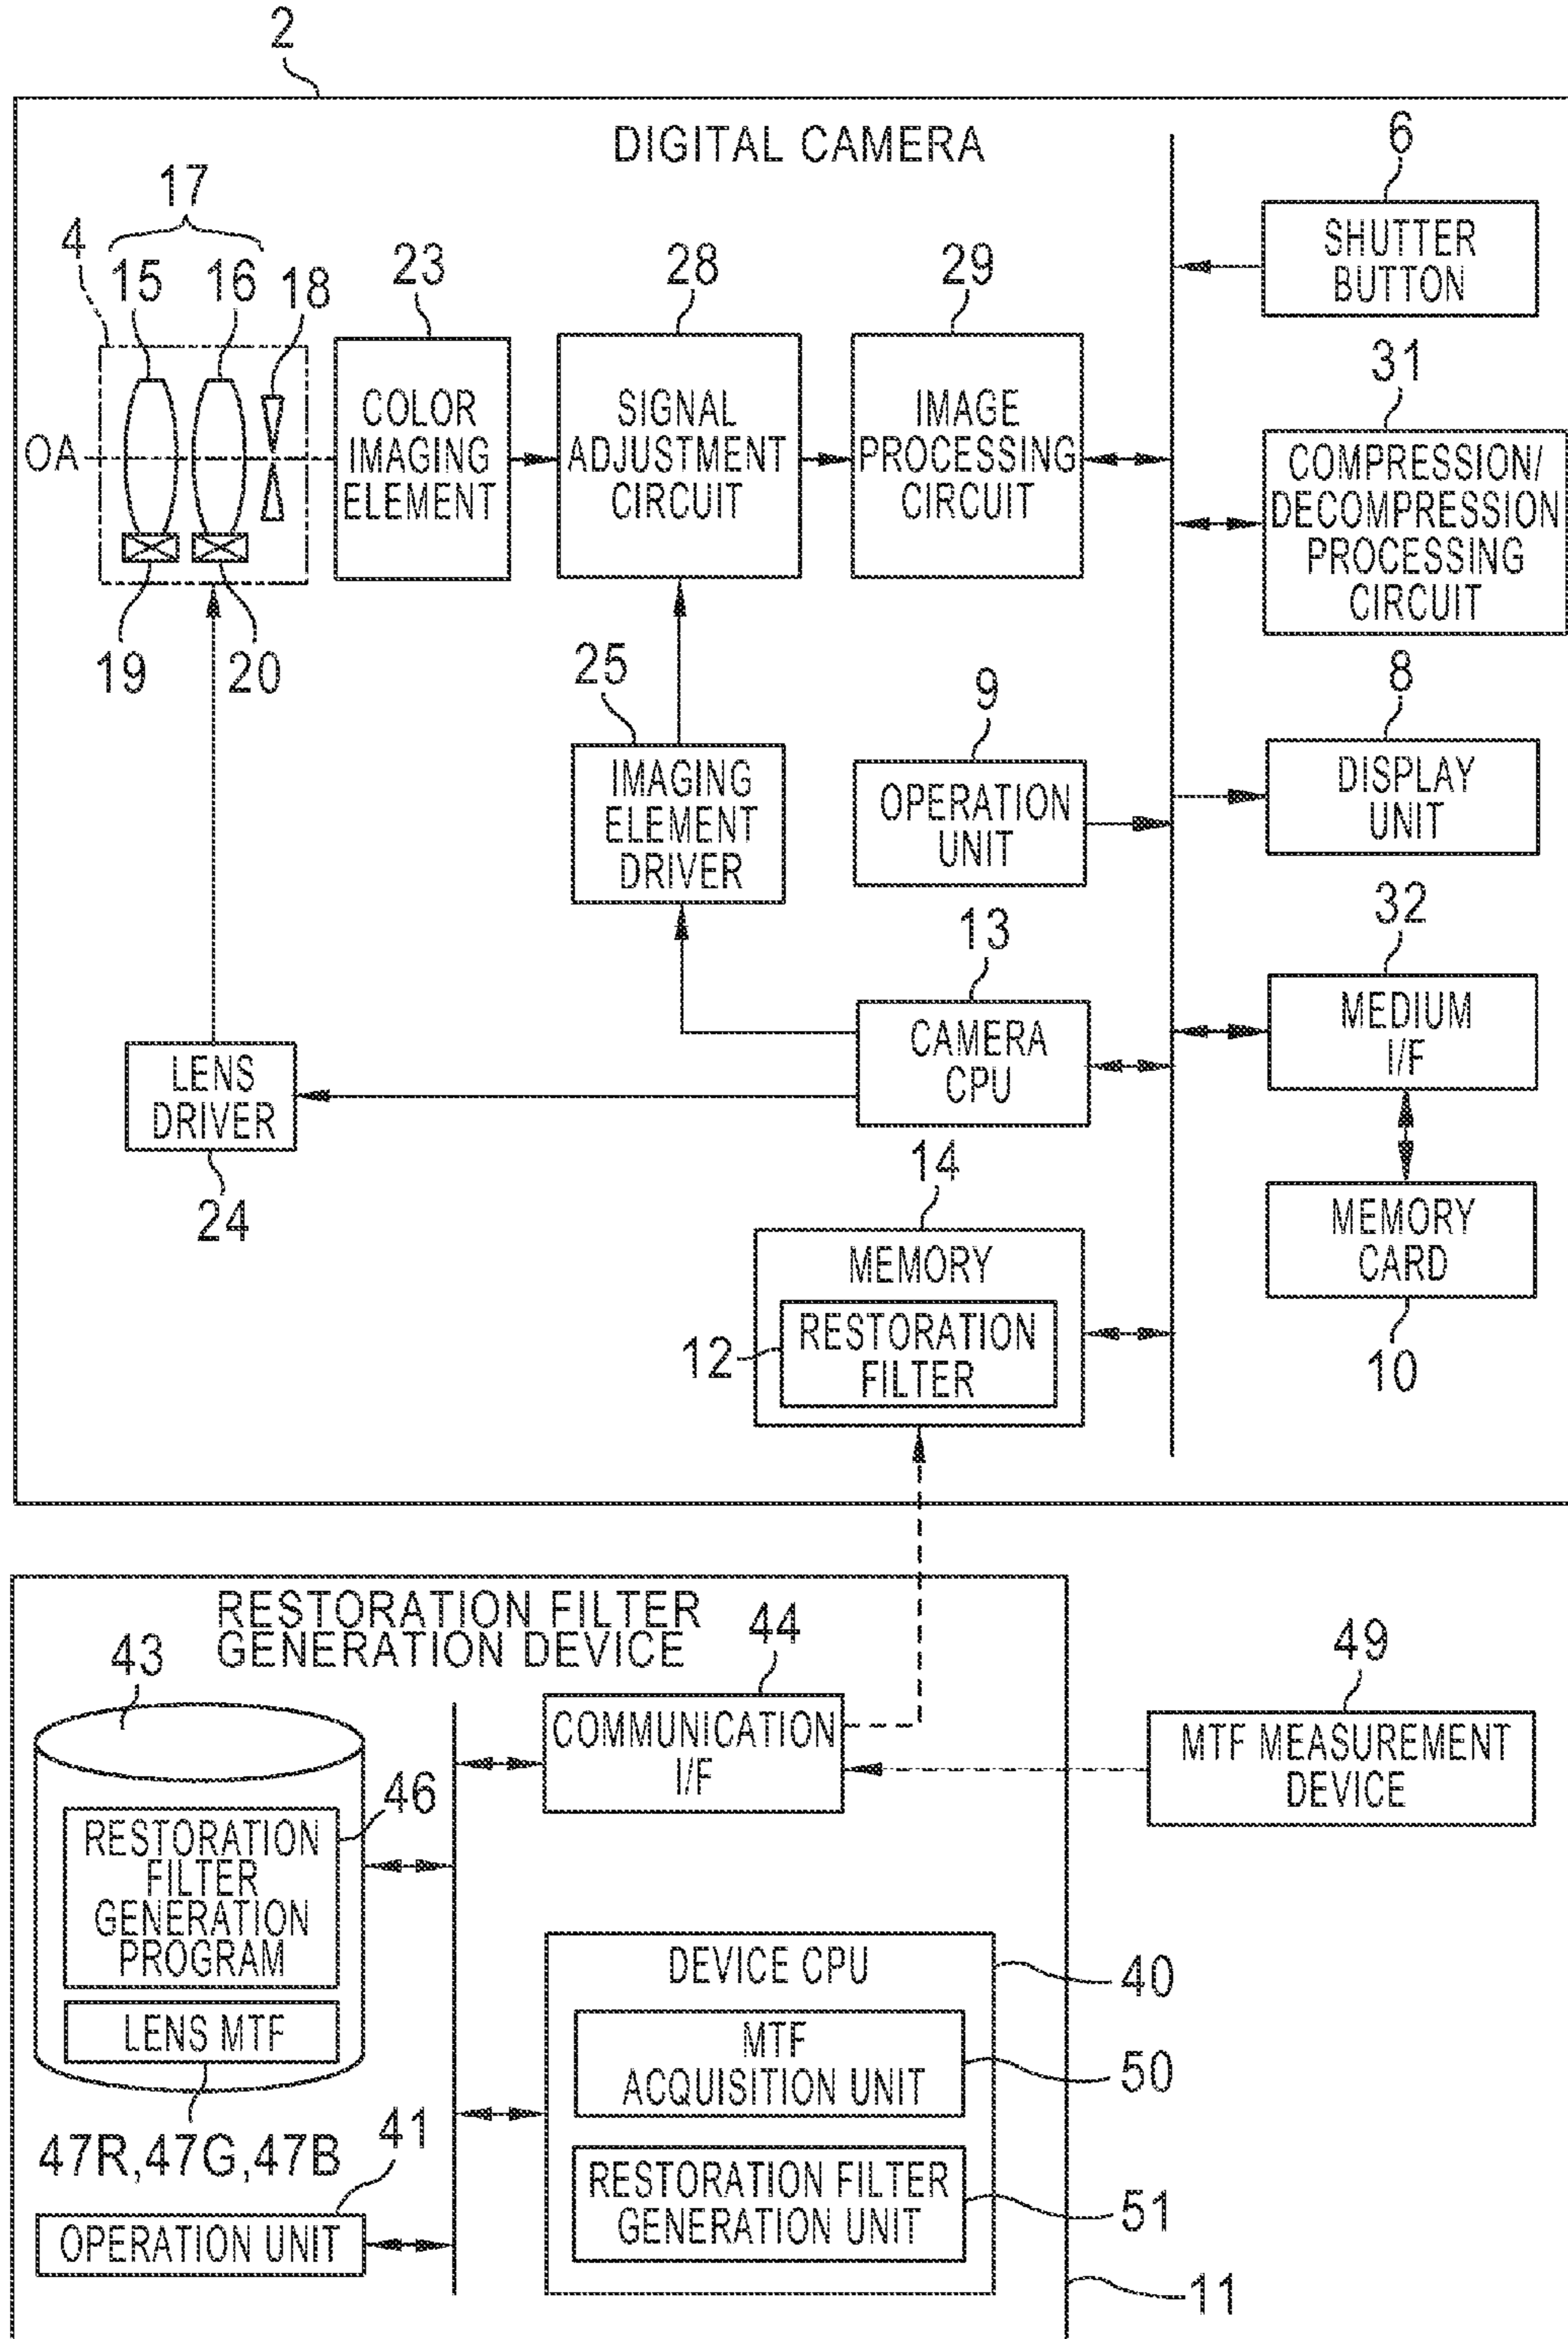 2
DIGITAL CAMERA
6
SHUTTER
BUTTON
17
4
15
16
18
23
28
29
31
OA
COLOR
IMAGING
ELEMENT
SIGNAL
ADJUSTMENT
CIRCUIT
IMAGE
PROCESSING
CIRCUIT
COMPRESSION/
DECOMPRESSION
PROCESSING
CIRCUIT
19
20
25
9
8
IMAGING
ELEMENT
DRIVER
OPERATION
UNIT
DISPLAY
UNIT
13
32
LENS
DRIVER
CAMERA
CPU
MEDIUM
I/F
24
14
MEMORY
12
RESTORATION
FILTER
MEMORY
CARD
10
RESTORATION FILTER
GENERATION DEVICE
43
44
49
COMMUNICATION
I/F
MTF MEASUREMENT
DEVICE
46
RESTORATION
FILTER
GENERATION
PROGRAM
LENS MTF
47R,47G,47B
41
OPERATION UNIT
DEVICE CPU
40
MTF
ACQUISITION UNIT
50
RESTORATION FILTER
GENERATION UNIT
51
11